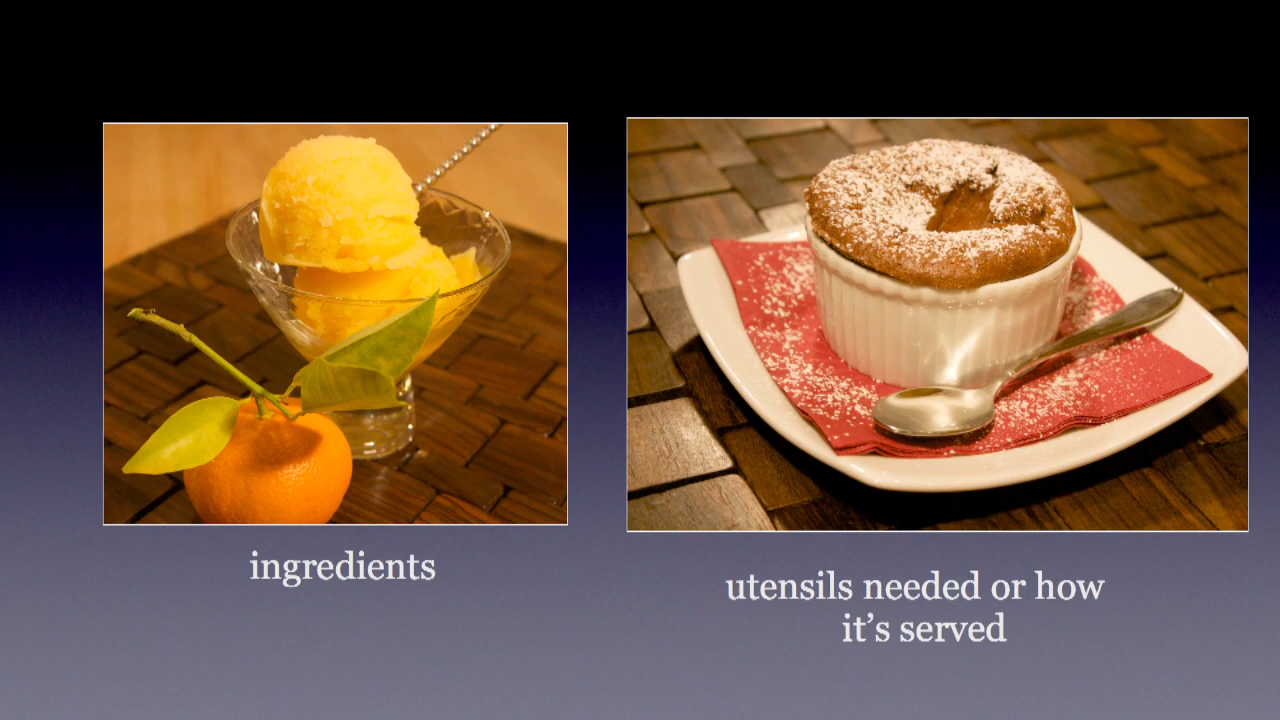 ingredients
utensils needed or how
it’s served